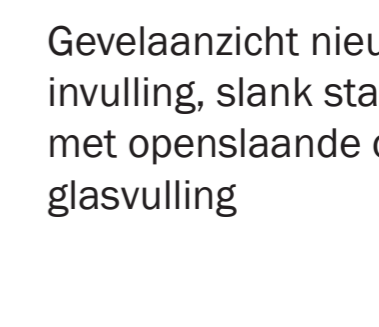 Gevelaanzicht nieu
invulling, slank sta
met openslaande
glasvulling